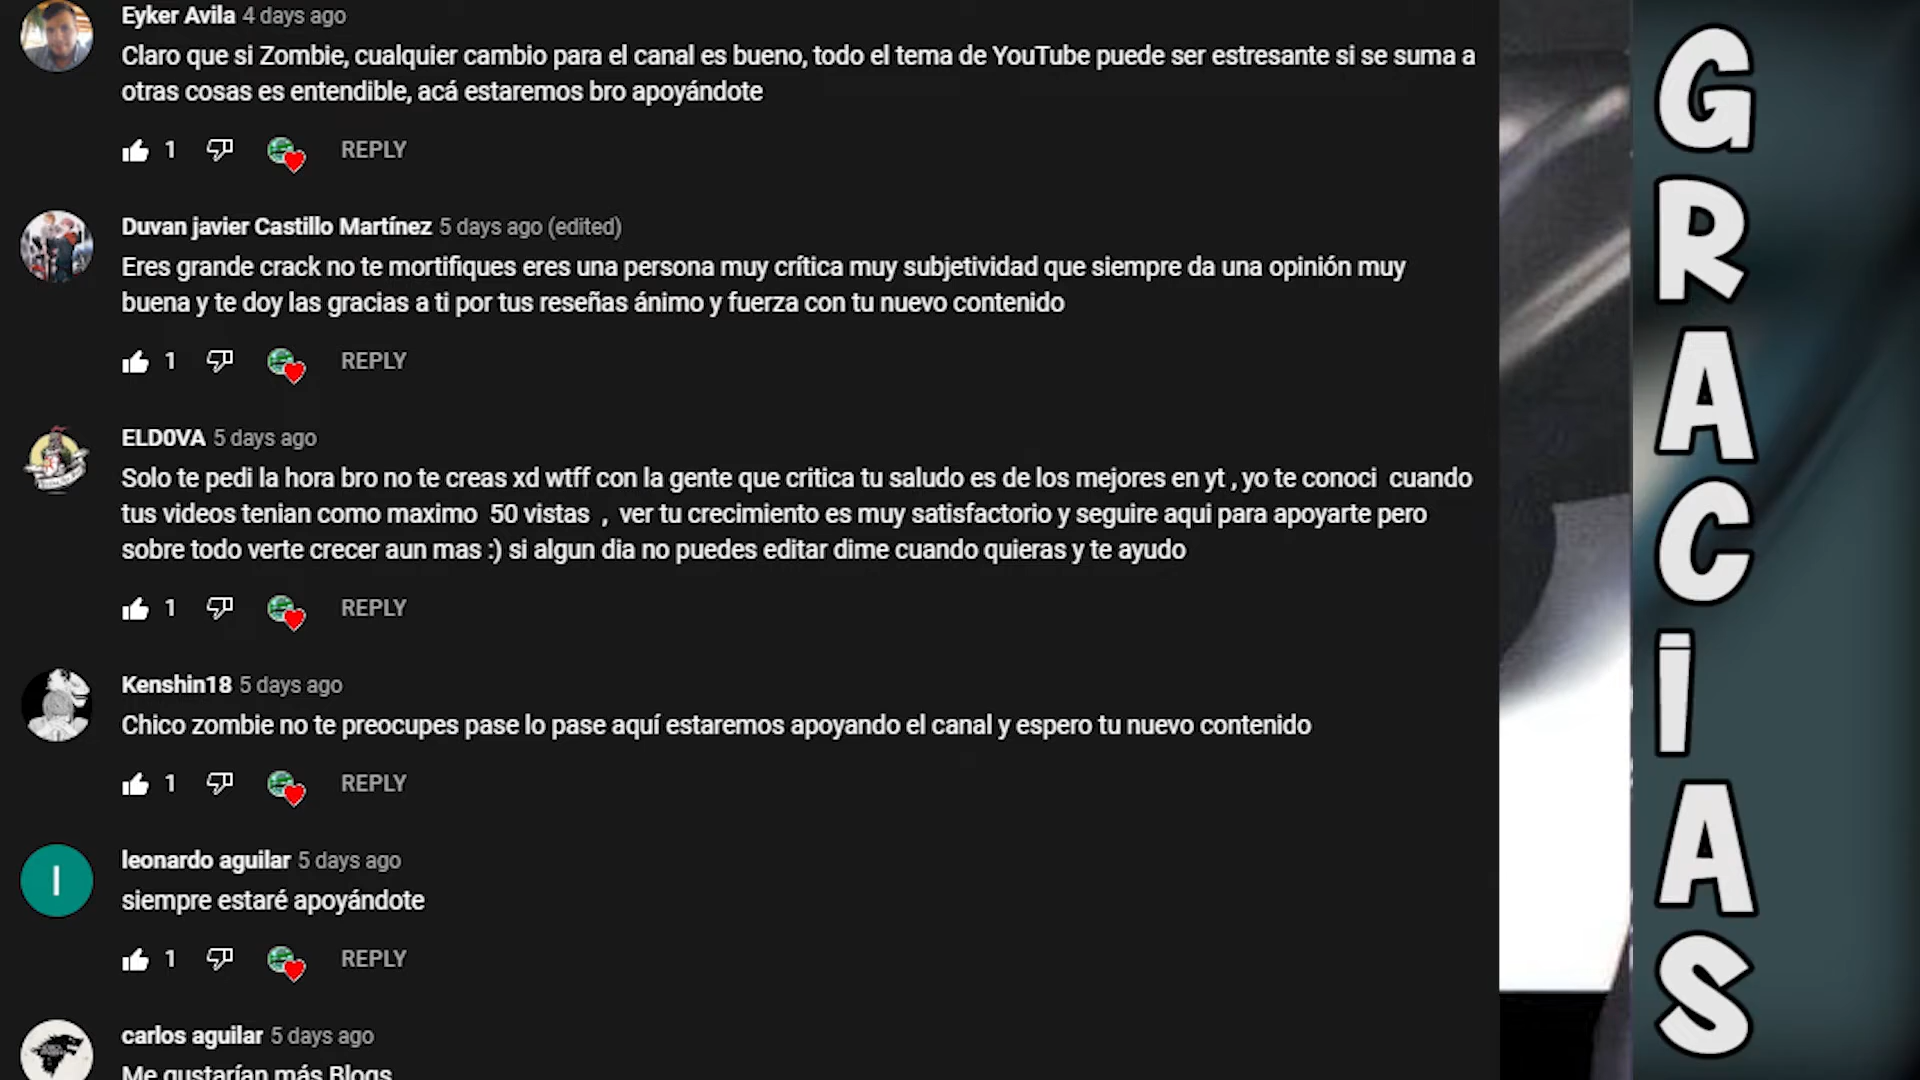 Eyker Avila 4 days ago
Claro que si Zombie, cualquier cambio para el canal es bueno, todo el tema de YouTube puede ser estresante si se suma a
otras cosas es entendible, acá estaremos bro apoyándote
1 REPLY
Duvan javier Castillo Martínez 5 days ago (edited)
Eres grande crack no te mortifiques eres una persona muy crítica muy subjetividad que siempre da una opinión muy
buena y te doy las gracias a ti por tus reseñas ánimo y fuerza con tu nuevo contenido
1 REPLY
ELD0VA 5 days ago
Solo te pedi la hora bro no te creas xd wtff con la gente que critica tu saludo es de los mejores en yt , yo te conoci cuando
tus videos tenian como maximo 50 vistas , ver tu crecimiento es muy satisfactorio y seguire aqui para apoyarte pero
sobre todo verte crecer aun mas :) si algun dia no puedes editar dime cuando quieras y te ayudo
1 REPLY
Kenshin18 5 days ago
Chico zombie no te preocupes pase lo pase aquí estaremos apoyando el canal y espero tu nuevo contenido
1 REPLY
l
leonardo aguilar 5 days ago
siempre estaré apoyándote
1 REPLY
carlos aguilar 5 days ago
Me gustarían más Blogs
GRACIAS